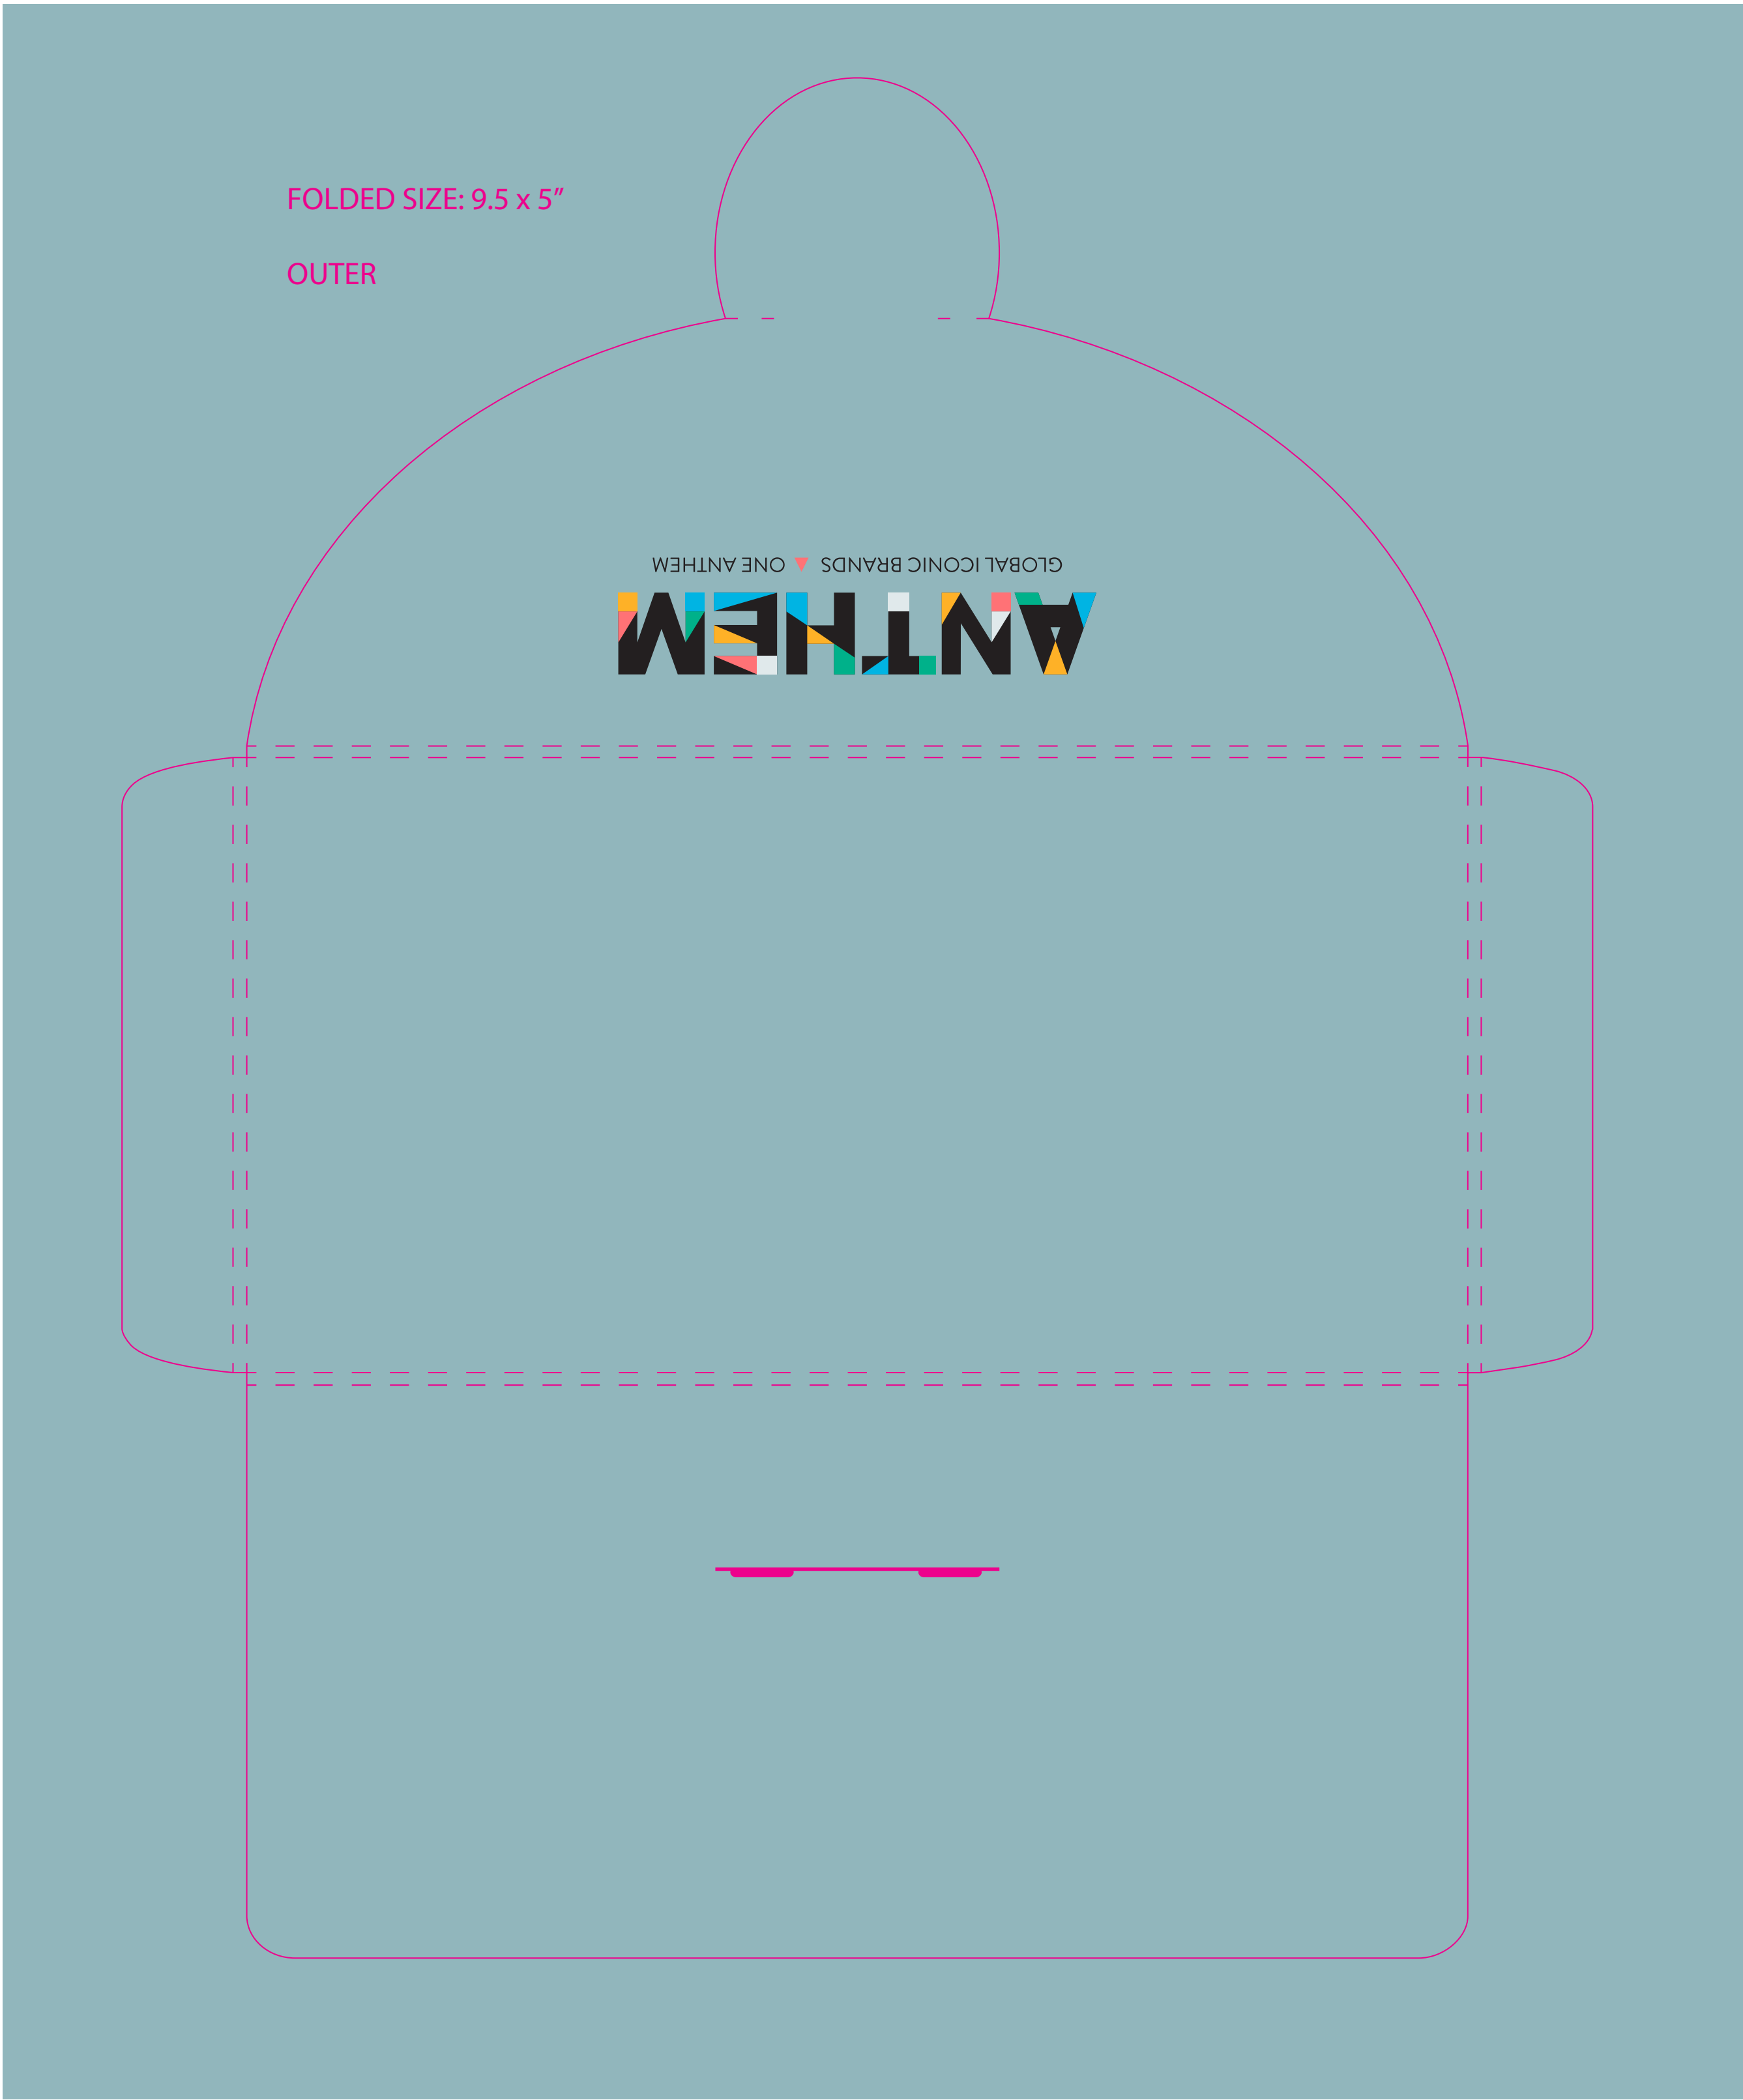 FOLDED SIZE: 9.5 x 5”
OUTER
GLOBAL ICONIC BRANDS ONE ANTHEM
ANTHEM